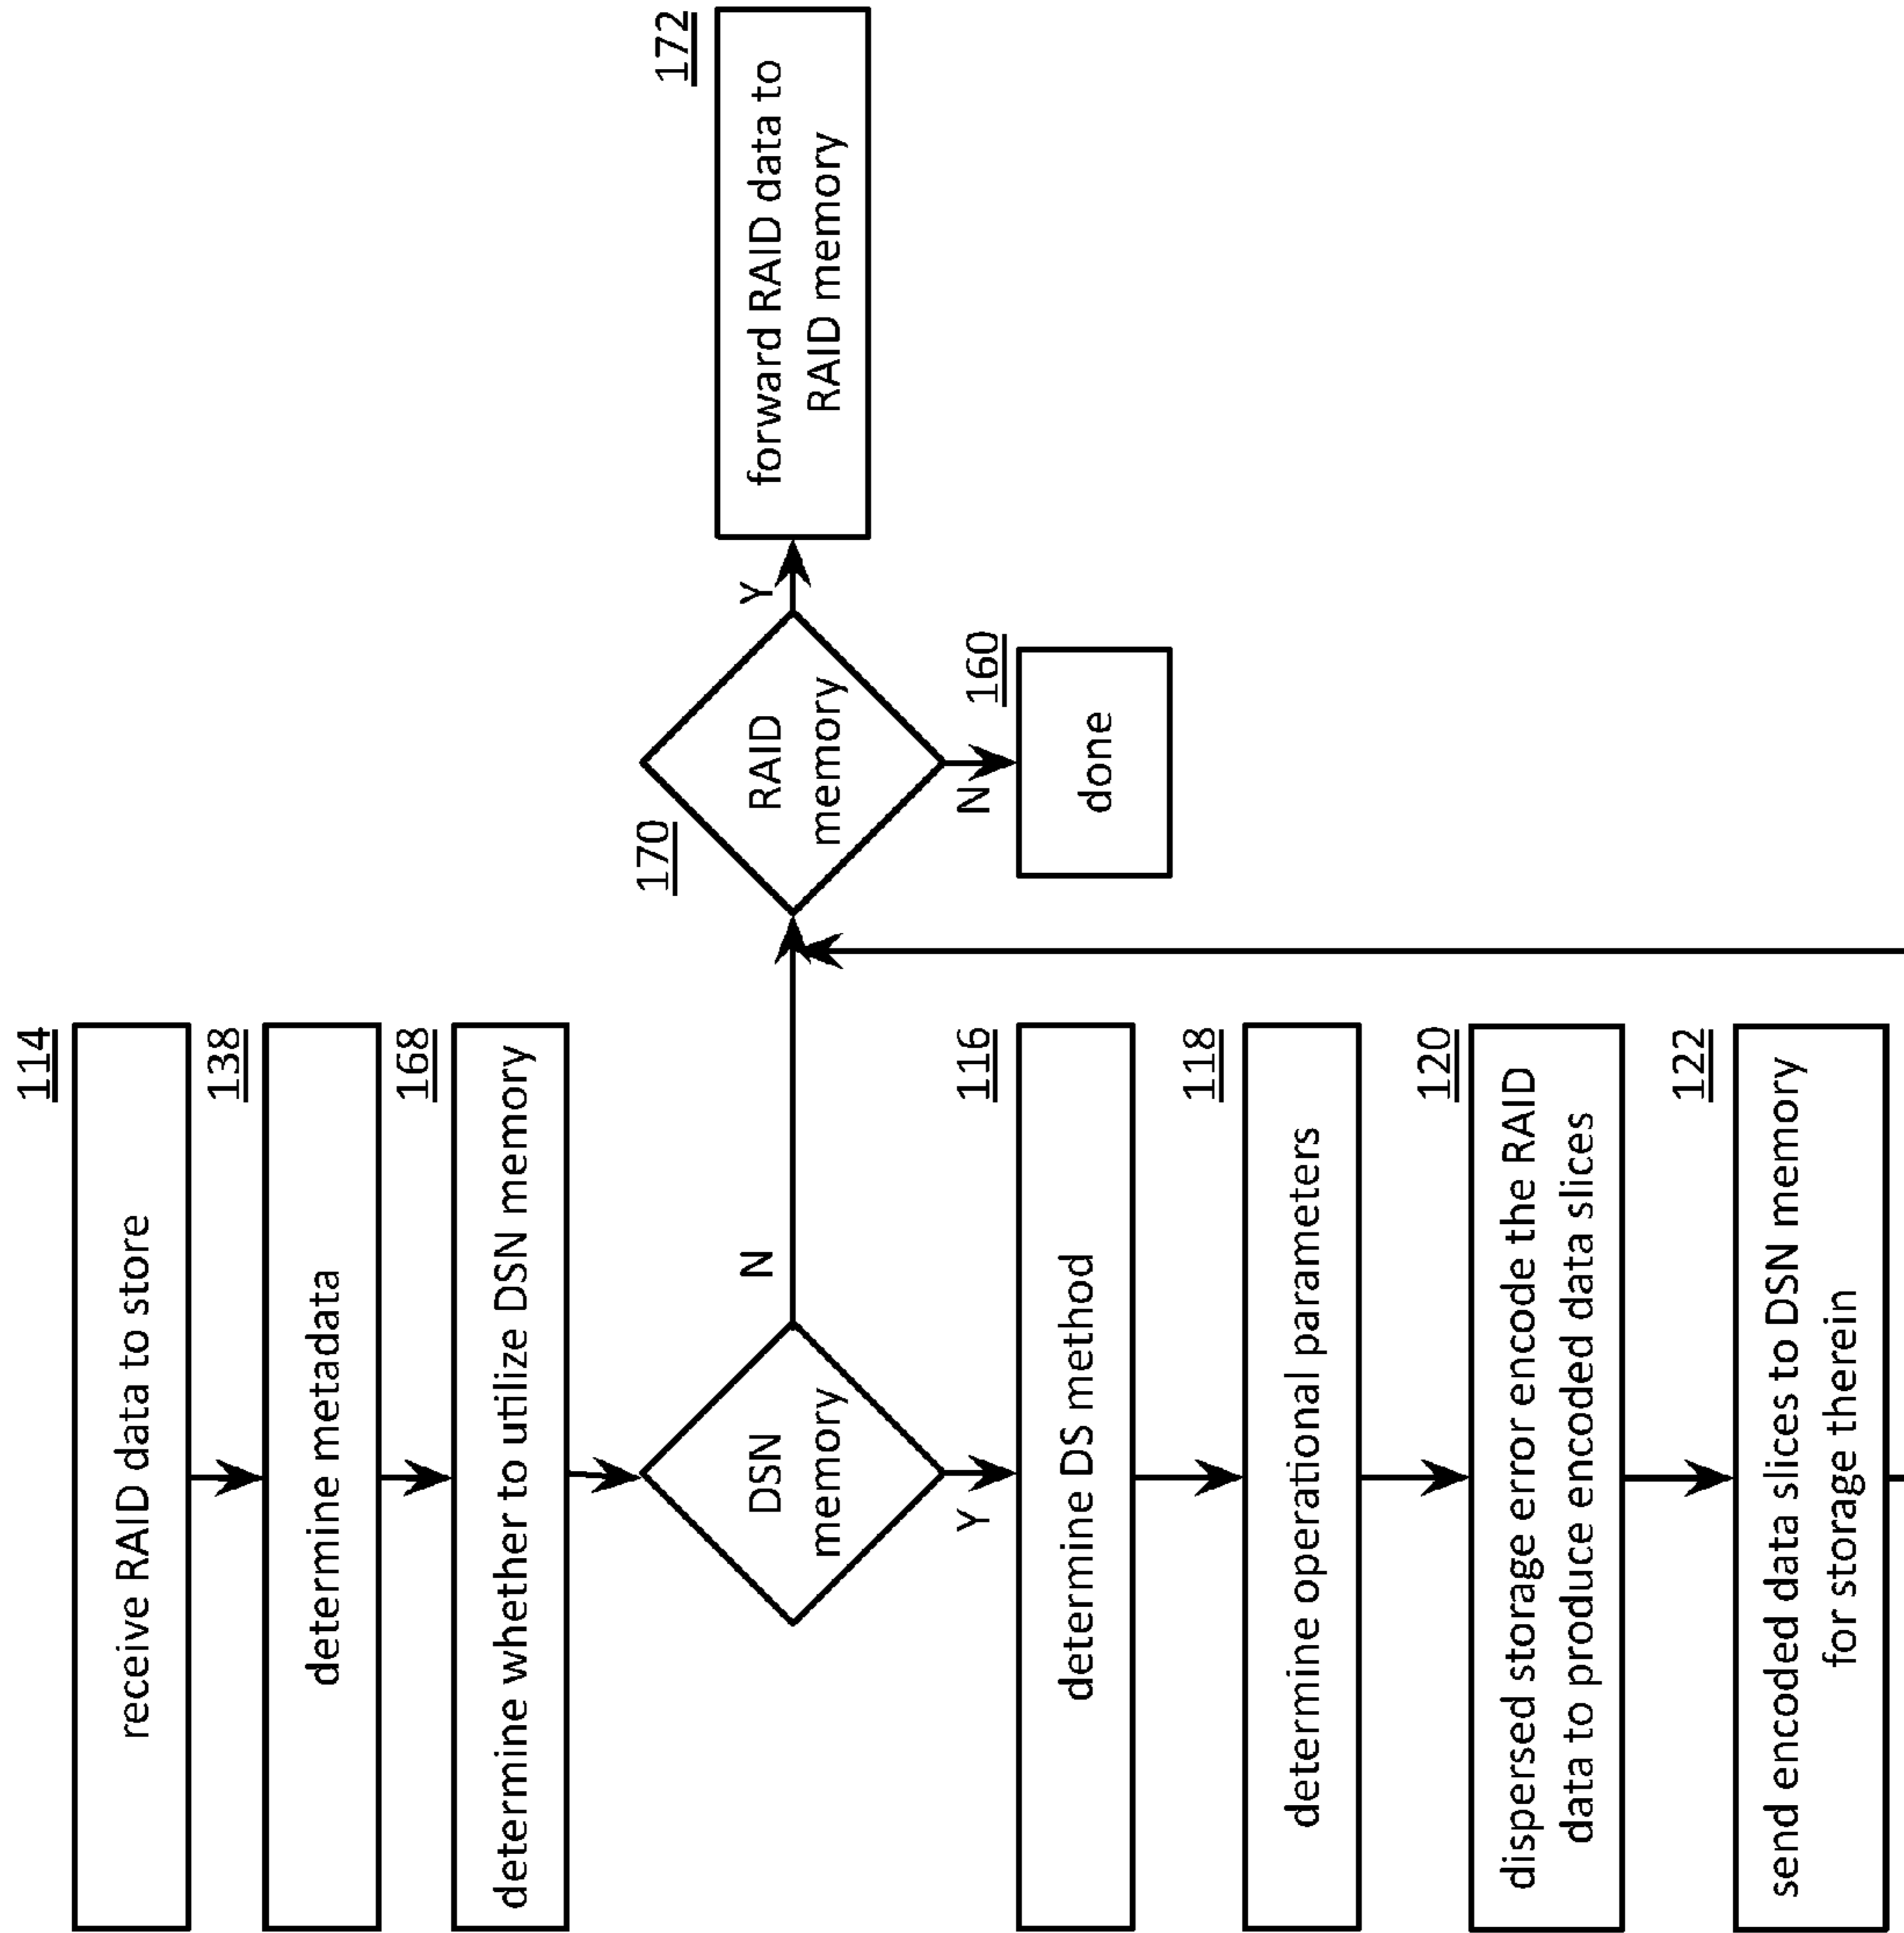 114
receive RAID data to store
138
determine metadata
168
determine whether to utilize DSN memory
DSN
memory
N
Y
116
determine DS method
118
determine operational parameters
120
dispersed storage error encode the RAID
data to produce encoded data slices
122
send encoded data slices to DSN memory
for storage therein
170
RAID
memory
Y
N
160
done
172
forward RAID data to
RAID memory